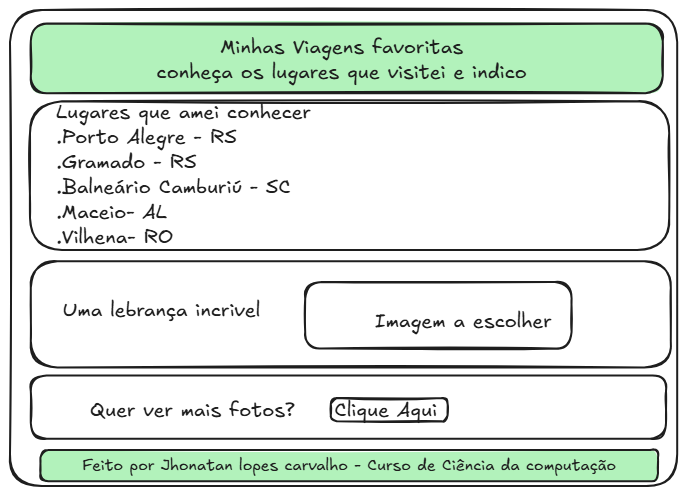 Minhas Viagens favoritas
conheça os lugares que visitei e indico
Lugares que amei conhecer
.Porto Alegre - RS
.Gramado - RS
.Balneário Camburiú - SC
.Maceio- AL
.Vilhena- RO
Uma lebrança incrivel
Imagem a escolher
Quer ver mais fotos? Clique Aqui
Feito por Jhonatan lopes carvalho - Curso de Ciência da computação